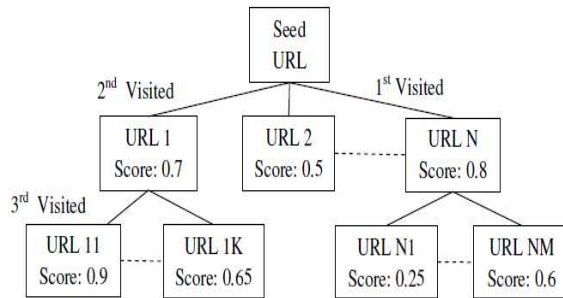 Seed
URL
2nd Visited
1st Visited
URL 1
Score: 0.7
URL 2
Score: 0.5
URL N
Score: 0.8
3rd Visited
URL 11
Score: 0.9
URL 1K
Score: 0.65
URL N1
Score: 0.25
URL NM
Score: 0.6